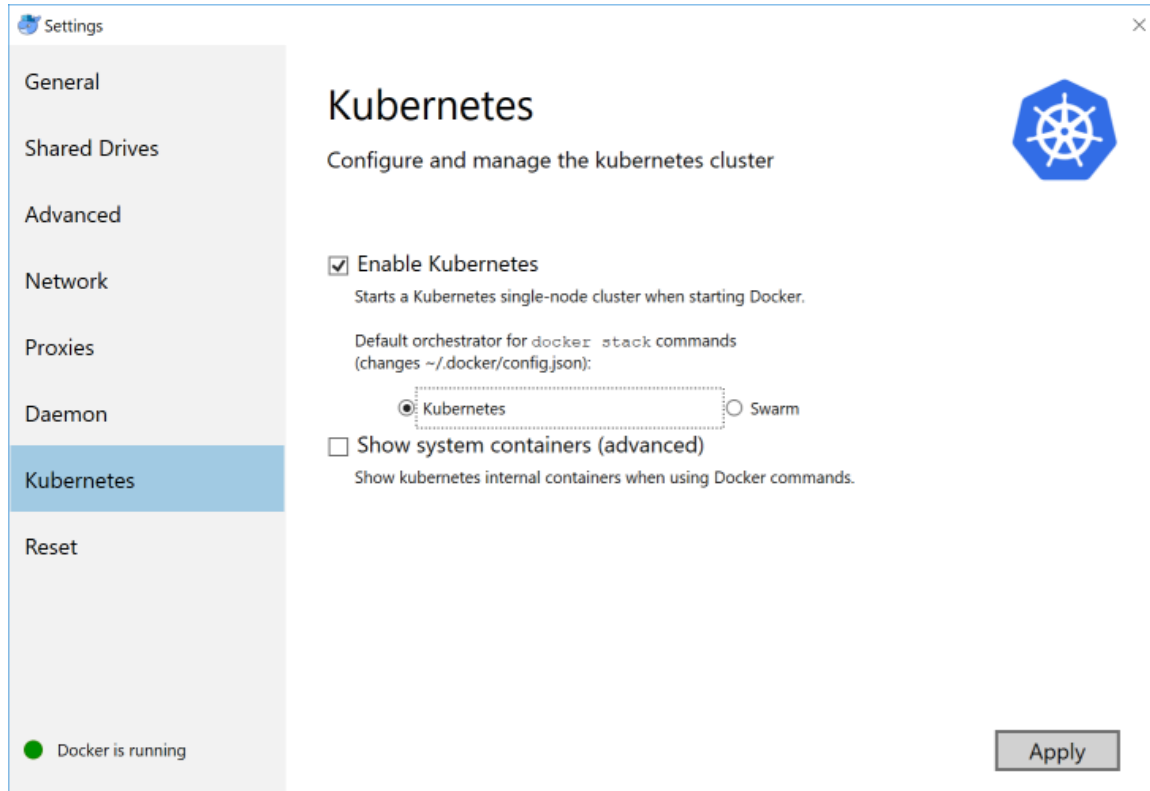 Settings
General
Shared Drives
Advanced
Network
Proxies
Daemon
Kubernetes
Reset
Docker is running
Kubernetes
Configure and manage the kubernetes cluster
Enable Kubernetes
Starts a Kubernetes single-node cluster when starting Docker.
Default orchestrator for docker stack commands
(changes ~/.docker/config.json):
Kubernetes Swarm
Show system containers (advanced)
Show kubernetes internal containers when using Docker commands.
Apply